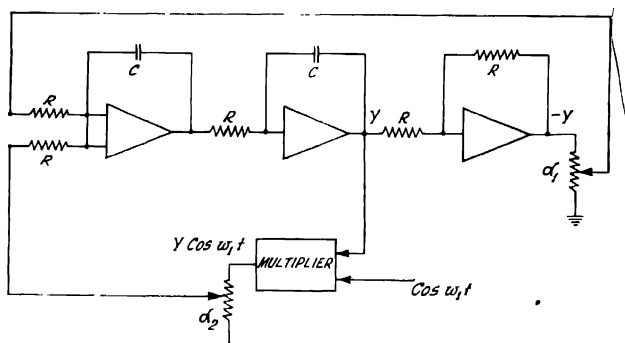 C
C
R
R
R
R
Y
R
-Y
α₁
Y Cos ω₁t
MULTIPLIER
Cos ω₁t
α₂